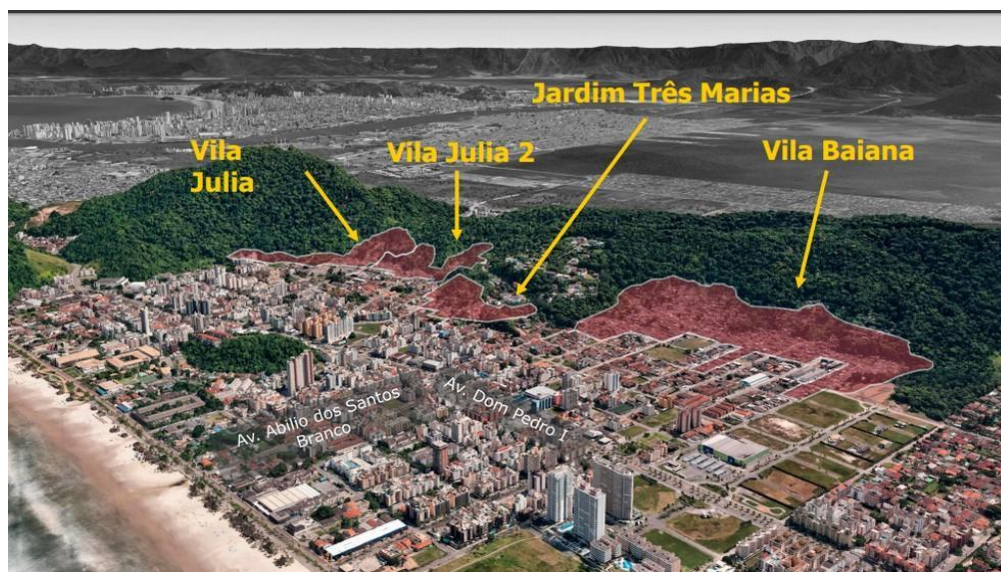 Jardim Três Marias
Vila
Julia
Vila Julia 2
Vila Baiana
Av. Abilio dos Santos
Branco
Av. Dom Pedro I